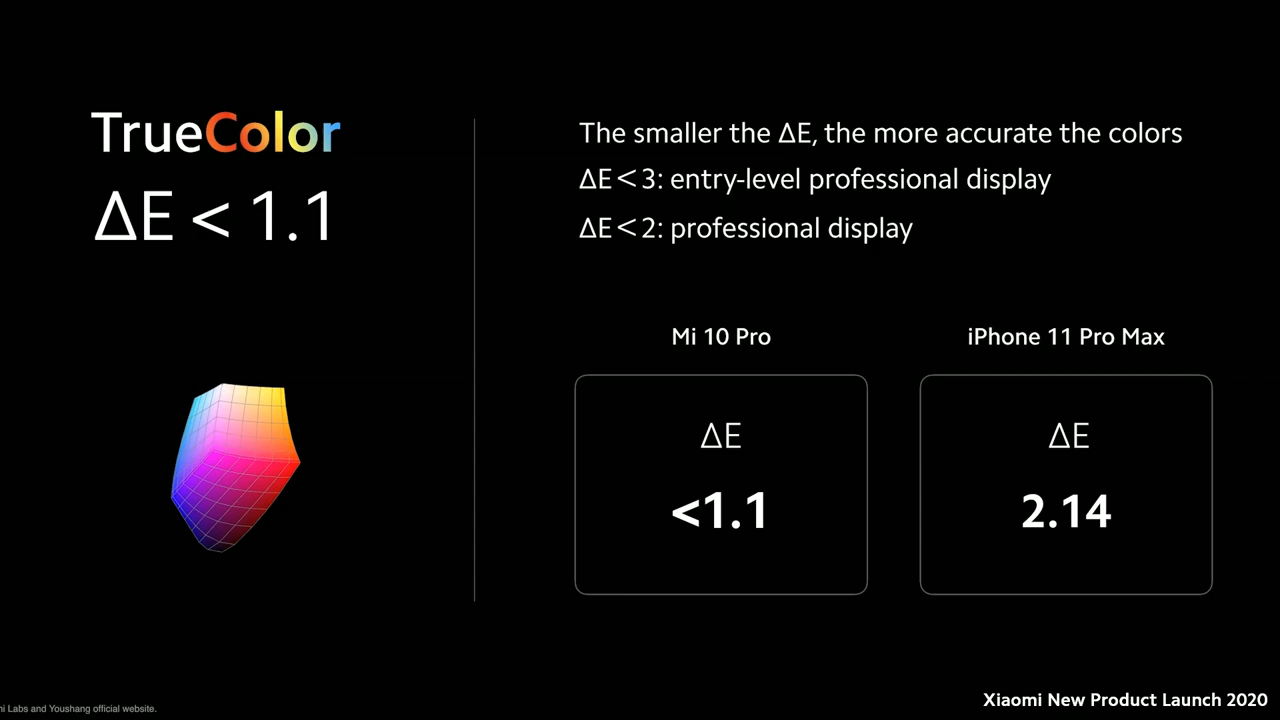 TrueColor
ΔE < 1.1
The smaller the ΔE, the more accurate the colors
ΔE < 3: entry-level professional display
ΔE < 2: professional display
Mi 10 Pro
iPhone 11 Pro Max
ΔE
<1.1
ΔE
2.14
Labs and Youshang official website.
Xiaomi New Product Launch 2020